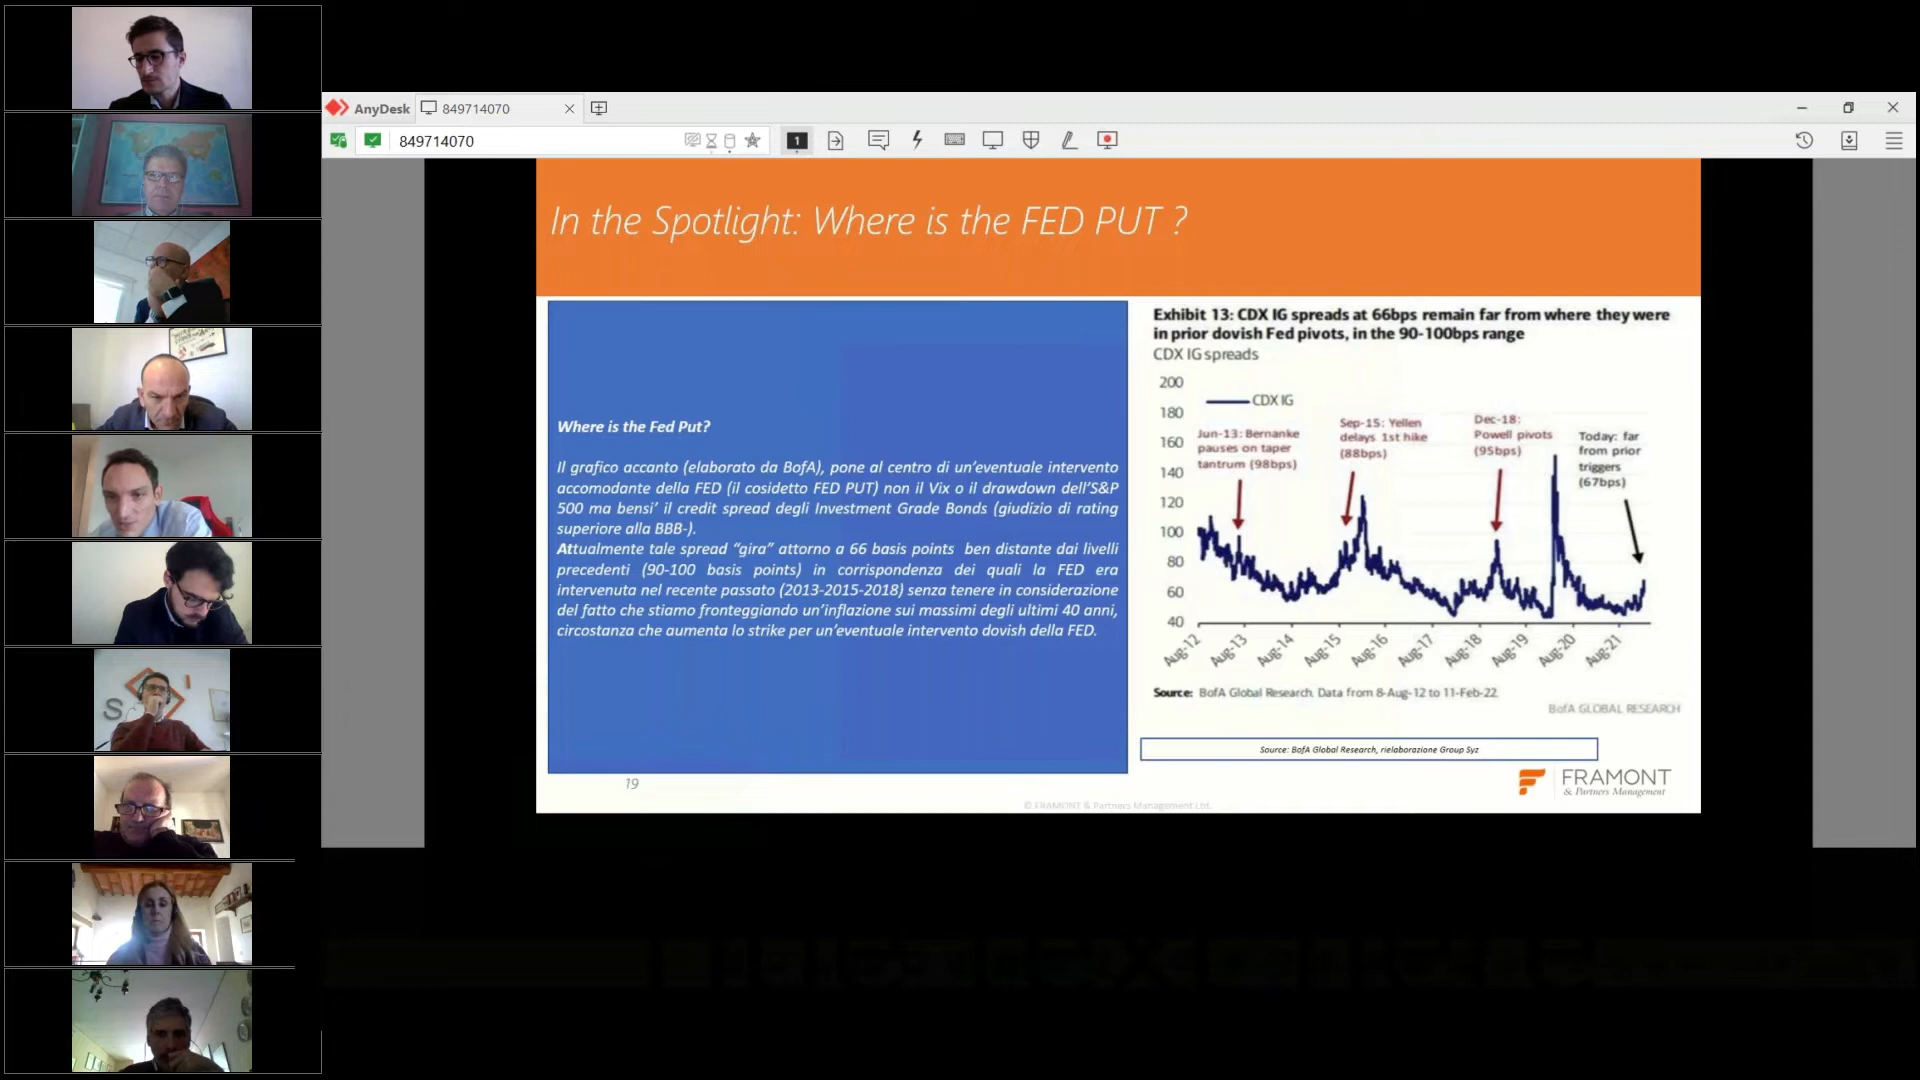 AnyDesk
849714070
849714070
1
In the Spotlight: Where is the FED PUT ?
Where is the Fed Put?
Il grafico accanto (elaborato da BofA), pone al centro di un'eventuale intervento
accomodante della FED (il cosidetto FED PUT) non il Vix o il drawdown dell'S&P
500 ma bensi' il credit spread degli Investment Grade Bonds (giudizio di rating
superiore alla BBB-).
Attualmente tale spread “gira” attorno a 66 basis points ben distante dai livelli
precedenti (90-100 basis points) in corrispondenza dei quali la FED era
intervenuta nel recente passato (2013-2015-2018) senza tenere in considerazione
del fatto che stiamo fronteggiando un'inflazione sui massimi degli ultimi 40 anni,
circostanza che aumenta lo strike per un'eventuale intervento dovish della FED.
19
Exhibit 13: CDX IG spreads at 66bps remain far from where they were
in prior dovish Fed pivots, in the 90-100bps range
CDX IG spreads
200
180
160
140
120
100
80
60
40
CDX IG
Jun-13: Bernanke
pauses on taper
tantrum (98bps)
Sep-15: Yellen
delays 1st hike
(88bps)
Dec-18:
Powell pivots
(95bps)
Today: far
from prior
triggers
(67bps)
Aug-12
Aug-13
Aug-14
Aug-15
Aug-16
Aug-17
Aug-18
Aug-19
Aug-20
Aug-21
Source: BofA Global Research. Data from 8-Aug-12 to 11-Feb-22.
BofA GLOBAL RESEARCH
Source: BofA Global Research, rielaborazione Group Syz
FRAMONT
& Partners Management
© FRAMONT & Partners Management Ltd.
S